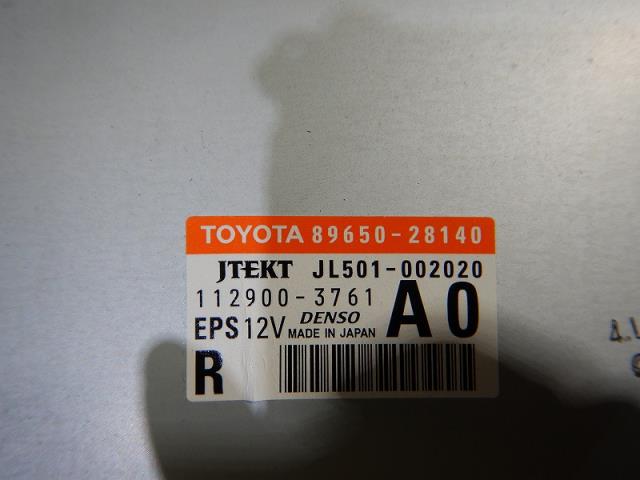 TOYOTA 89650-28140
JTEKT JL501-002020
112900-3761 A0
EPS 12V DENSO MADE IN JAPAN
R